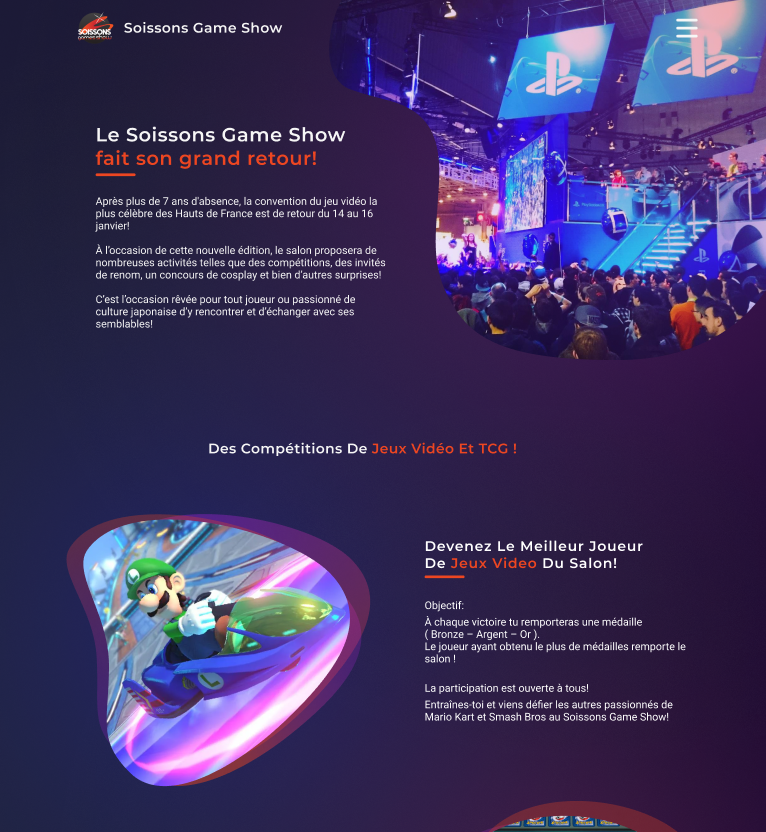 SOISSONS
games show
Soissons Game Show
Le Soissons Game Show
fait son grand retour!
Après plus de 7 ans d'absence, la convention du jeu vidéo la
plus célèbre des Hauts de France est de retour du 14 au 16
janvier!
À l'occasion de cette nouvelle édition, le salon proposera de
nombreuses activités telles que des compétitions, des invités
de renom, un concours de cosplay et bien d'autres surprises!
C'est l'occasion rêvée pour tout joueur ou passionné de
culture japonaise d'y rencontrer et d'échanger avec ses
semblables!
Des Compétitions De Jeux Vidéo Et TCG !
Devenez Le Meilleur Joueur
De Jeux Video Du Salon!
Objectif:
À chaque victoire tu remporteras une médaille
( Bronze – Argent – Or ).
Le joueur ayant obtenu le plus de médailles remporte le
salon !
La participation est ouverte à tous!
Entraînes-toi et viens défier les autres passionnés de
Mario Kart et Smash Bros au Soissons Game Show!
L